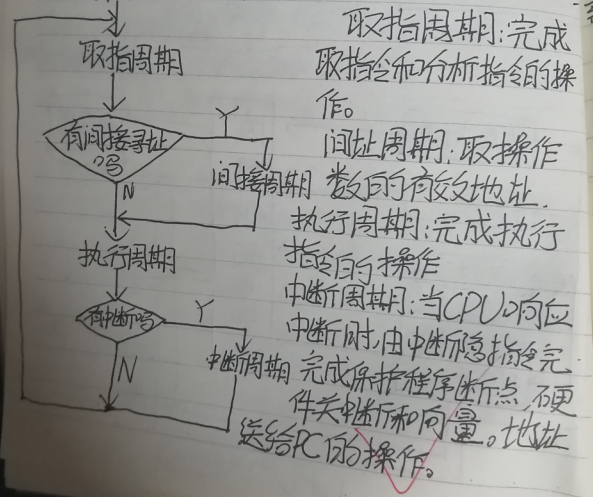 取指周期
有间接寻址
吗
Y
N
间接周期
执行周期
有中断吗
Y
N
中断周期
取指周期:完成
取指令和分析指令的操
作。
间址周期:取操作
数的有效地址.
执行周期:完成执行
指令的操作
中断周期:当CPU响应
中断时,由中断隐指令完
完成保护程序断点,硬
件关中断和向量。地址
送给PC的操作。